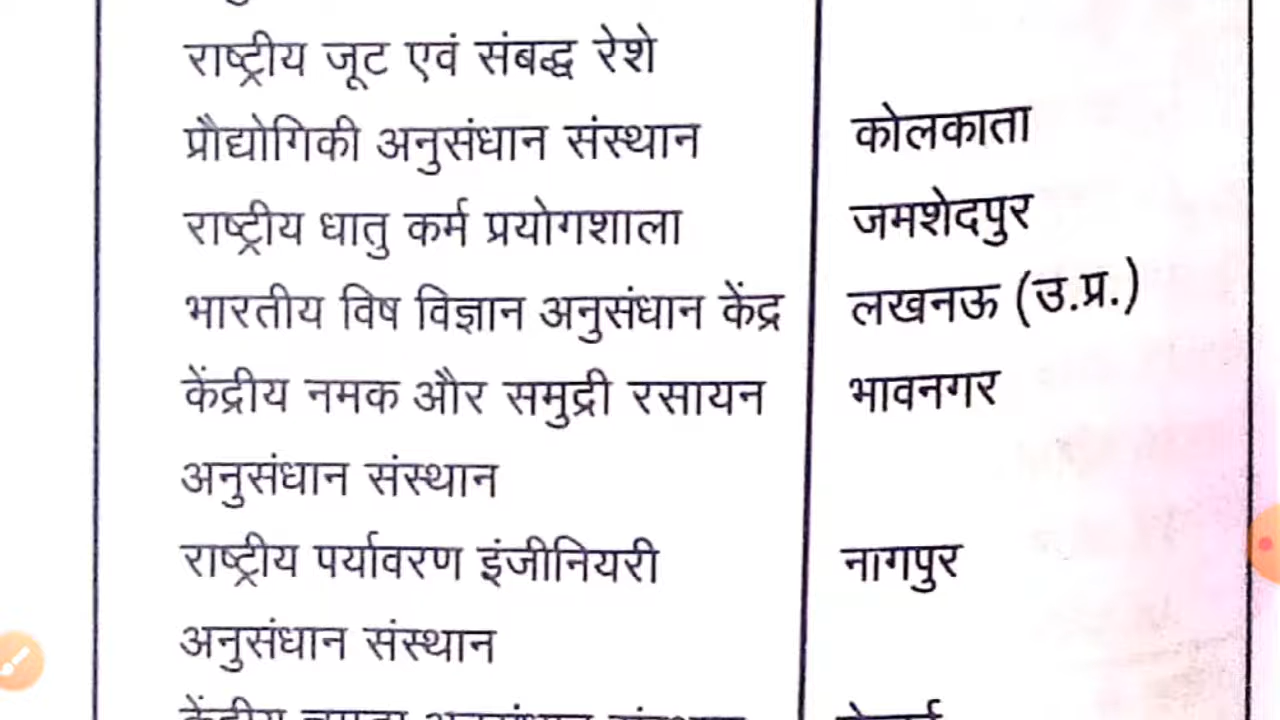 राष्ट्रीय जूट एवं संबद्ध रेशे
प्रौद्योगिकी अनुसंधान संस्थान कोलकाता
राष्ट्रीय धातु कर्म प्रयोगशाला जमशेदपुर
भारतीय विष विज्ञान अनुसंधान केंद्र लखनऊ (उ.प्र.)
केंद्रीय नमक और समुद्री रसायन भावनगर
अनुसंधान संस्थान
राष्ट्रीय पर्यावरण इंजीनियरी नागपुर
अनुसंधान संस्थान